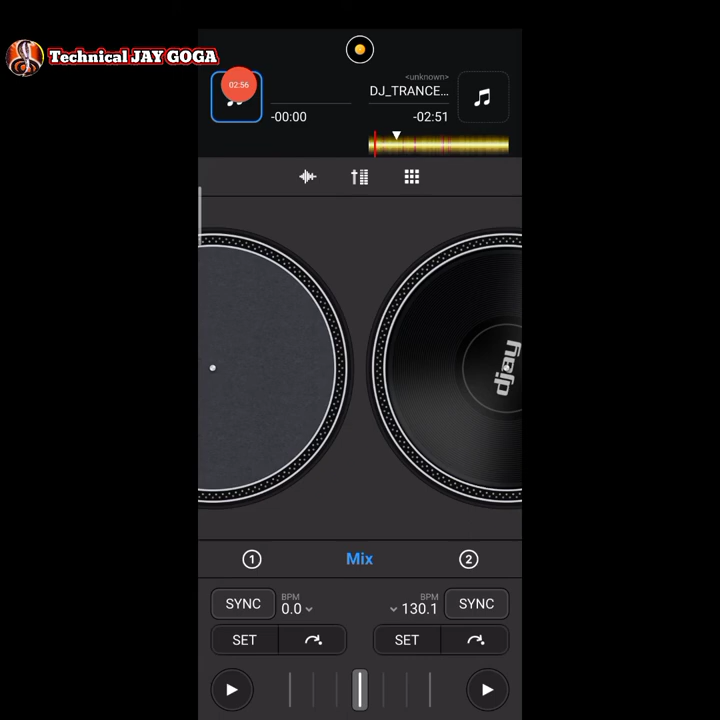 Technical JAY GOGA
02:56
-00:00
<unknown>
DJ_TRANCE...
-02:51
djay
1
Mix
2
SYNC
BPM
0.0
BPM
130.1
SYNC
SET
SET